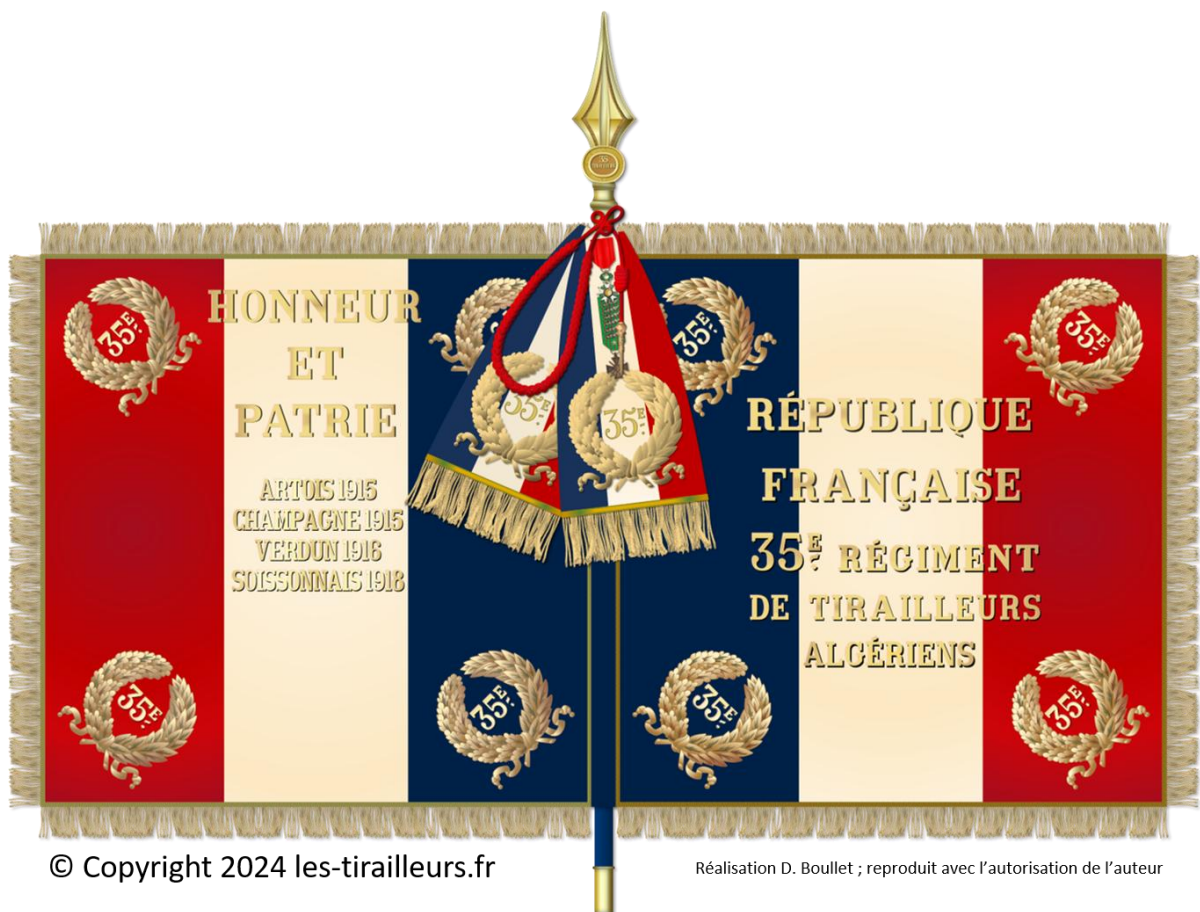 HONNEUR
ET
PATRIE
ARTOIS 1915
CHAMPAGNE 1915
VERDUN 1916
SOISSONNAIS 1918
RÉPUBLIQUE
FRANÇAISE
35E RÉGIMENT
DE TIRAILLEURS
ALGÉRIENS
35E
35E
35E
35E
35E
35E
35E
35E
35E
© Copyright 2024 les-tirailleurs.fr
Réalisation D. Boullet ; reproduit avec l’autorisation de l’auteur